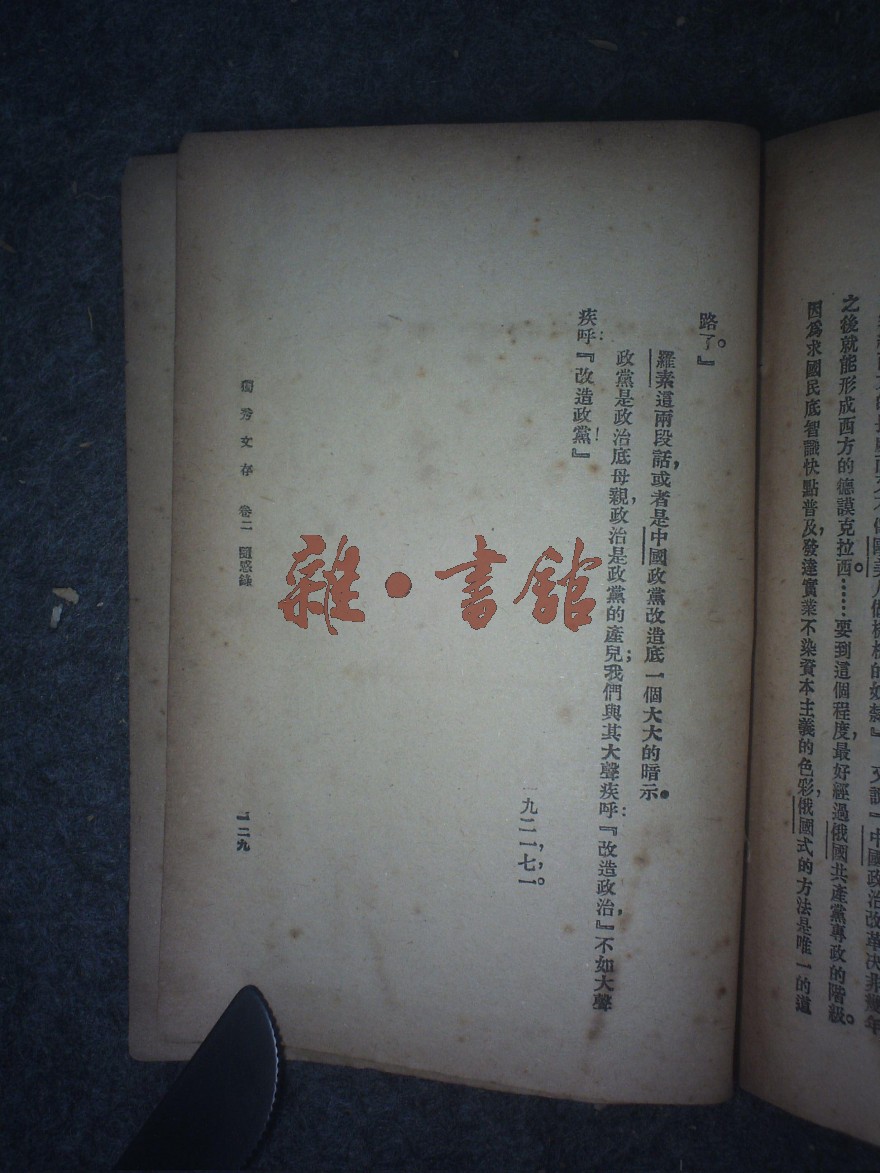 之後就能形成西方的德謨克拉西。……要到這個程度，最好經過俄國共產黨專政的階級。
因爲求國民底智識快點普及，發達實業不染資本主義的色彩，俄國式的方法是唯一的道
路了。』
羅素這兩段話，或者是中國政黨改造底一個大大的暗示。
政黨是政治底母親，政治是政黨的產兒；我們與其大聲疾呼：『改造政治』，不如大聲
疾呼：『改造政黨』！
一九二一，七，一。
獨秀文存 卷二 隨感錄
一二九
雜·書館